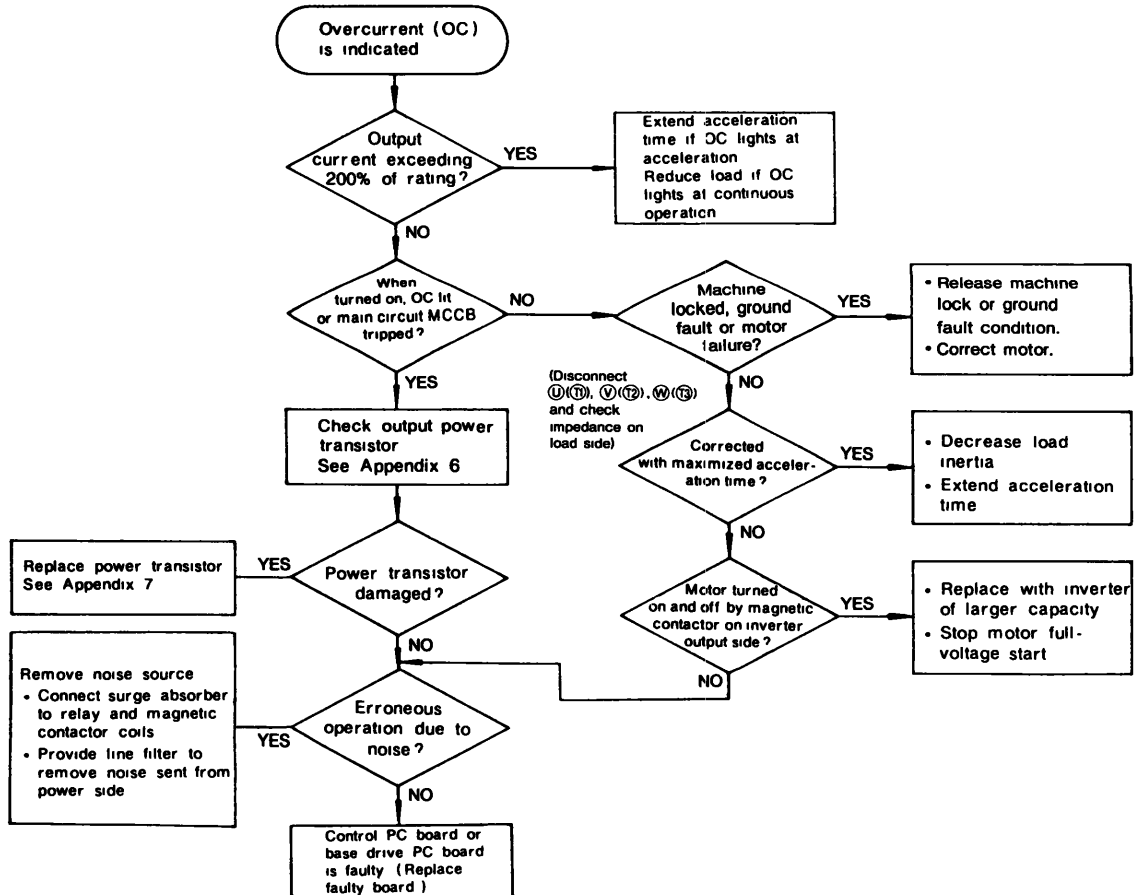 Overcurrent (OC)
is indicated
Output
current exceeding
200% of rating?
YES
Extend acceleration
time if OC lights at
acceleration
Reduce load if OC
lights at continuous
operation
NO
When
turned on, OC lit
or main circuit MCCB
tripped?
NO
Machine
locked, ground
fault or motor
failure?
YES
• Release machine
lock or ground
fault condition.
• Correct motor.
YES
(Disconnect
Ⓤ(T1), Ⓥ(T2), Ⓦ(T3)
and check
impedance on
load side)
NO
Check output power
transistor
See Appendix 6
Corrected
with maximized acceler-
ation time?
YES
• Decrease load
inertia
• Extend acceleration
time
NO
Replace power transistor
See Appendix 7
YES
Power transistor
damaged?
Motor turned
on and off by magnetic
contactor on inverter
output side?
YES
• Replace with inverter
of larger capacity
• Stop motor full-
voltage start
NO
NO
Remove noise source
• Connect surge absorber
to relay and magnetic
contactor coils
• Provide line filter to
remove noise sent from
power side
YES
Erroneous
operation due to
noise?
NO
Control PC board or
base drive PC board
is faulty (Replace
faulty board)